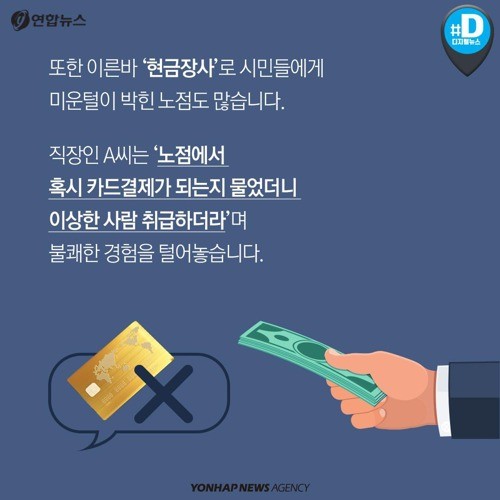 연합뉴스
#D
디지털뉴스
또한 이른바 ‘현금장사’로 시민들에게
미운털이 박힌 노점도 많습니다.
직장인 A씨는 ‘노점에서
혹시 카드결제가 되는지 물었더니
이상한 사람 취급하더라’며
불쾌한 경험을 털어놓습니다.
YONHAP NEWS AGENCY